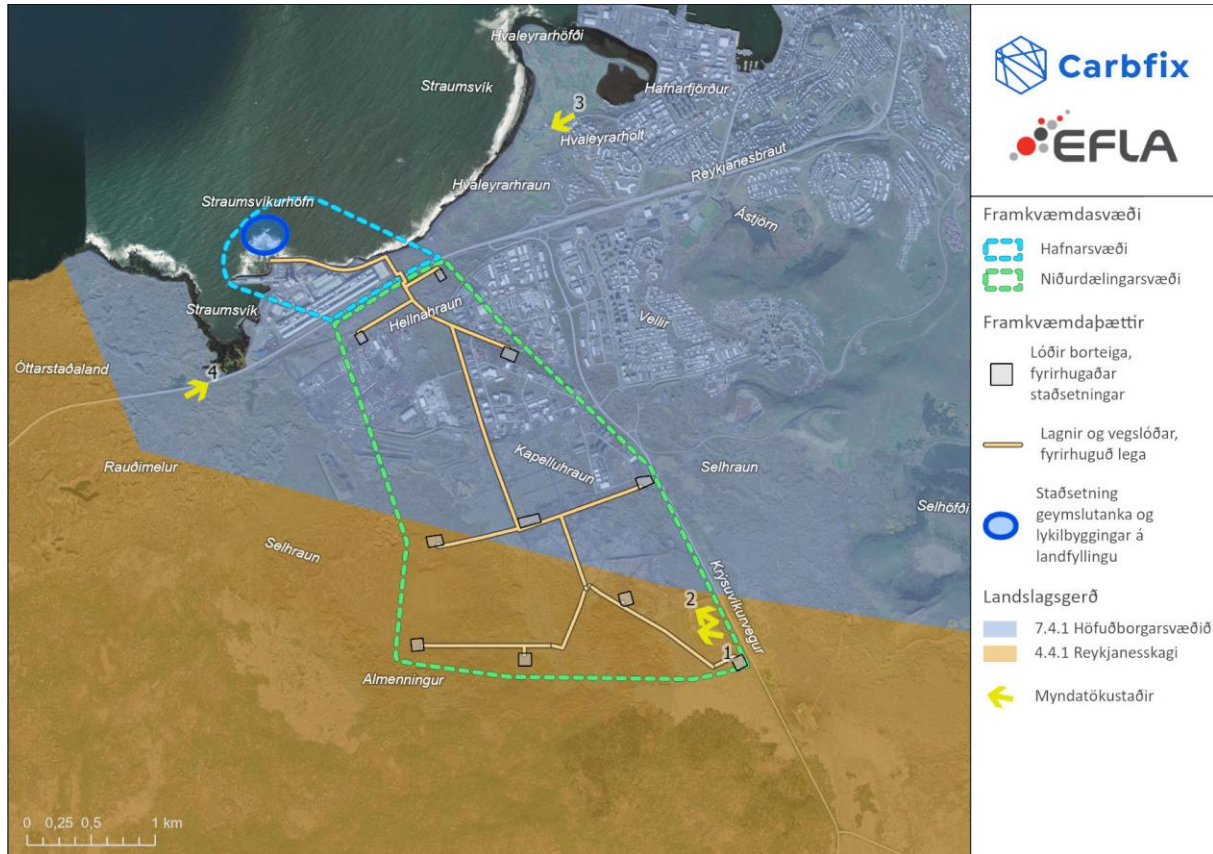 Hvaleyrarhöfði
Straumsvík
Hafnarfjörður
3
Hvaleyrarholt
Reykjanesbraut
Hvaleyrarhraun
Straumsvíkurhöfn
Ástjörn
Straumsvík
Hellnahraun
Vellir
Óttarstaðaland
4
Rauðimelur
Kapelluhraun
Selhraun
Selhöfði
Selhraun
Krýsuvíkurvegur
2
1
Almenningur
0 0,25 0,5 1 km
Carbfix
EFLA
Framkvæmdasvæði
Hafnarsvæði
Niðurdælingarsvæði
Framkvæmdaþættir
Lóðir borteiga,
fyrirhugaðar
staðsetningar
Lagnir og vegslóðar,
fyrirhuguð lega
Staðsetning
geymslutanka og
lykilbyggingar á
landfyllingu
Landslagsgerð
7.4.1 Höfuðborgarsvæðið
4.4.1 Reykjanesskagi
Myndatökustaðir